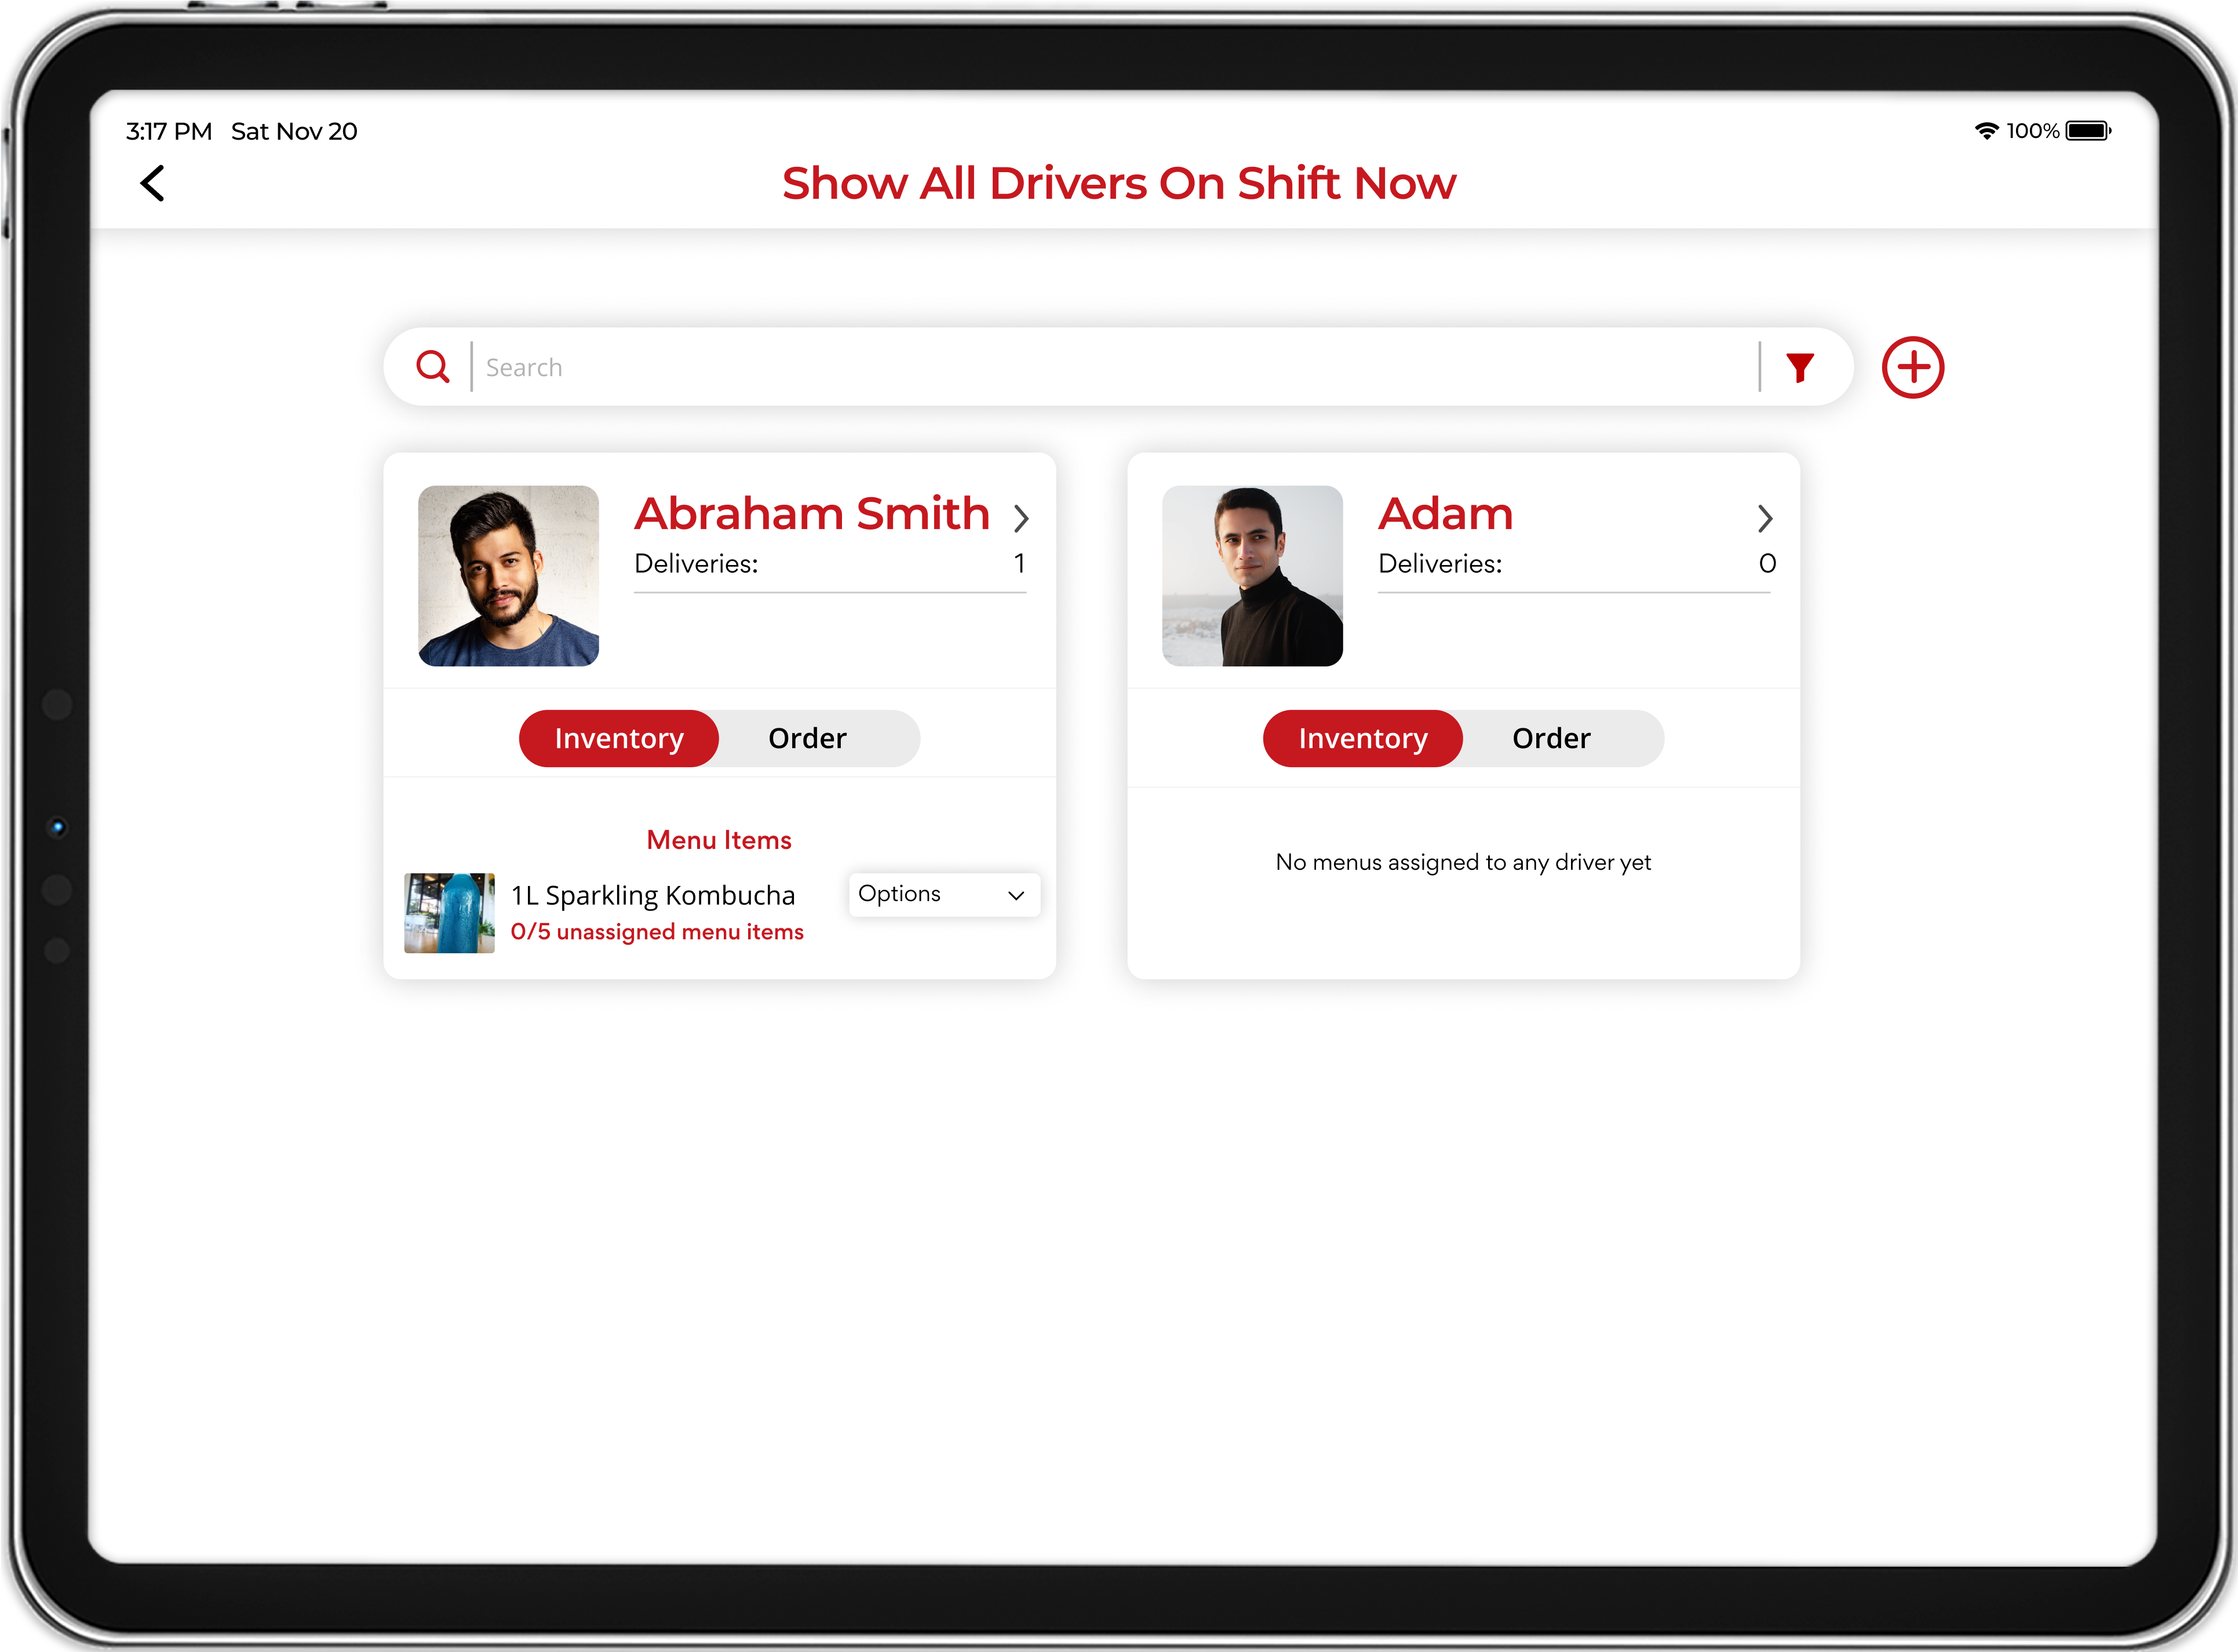 3:17 PM Sat Nov 20
100%
Show All Drivers On Shift Now
Search
Abraham Smith
Deliveries: 1
Inventory Order
Menu Items
1L Sparkling Kombucha
0/5 unassigned menu items
Options
Adam
Deliveries: 0
Inventory Order
No menus assigned to any driver yet